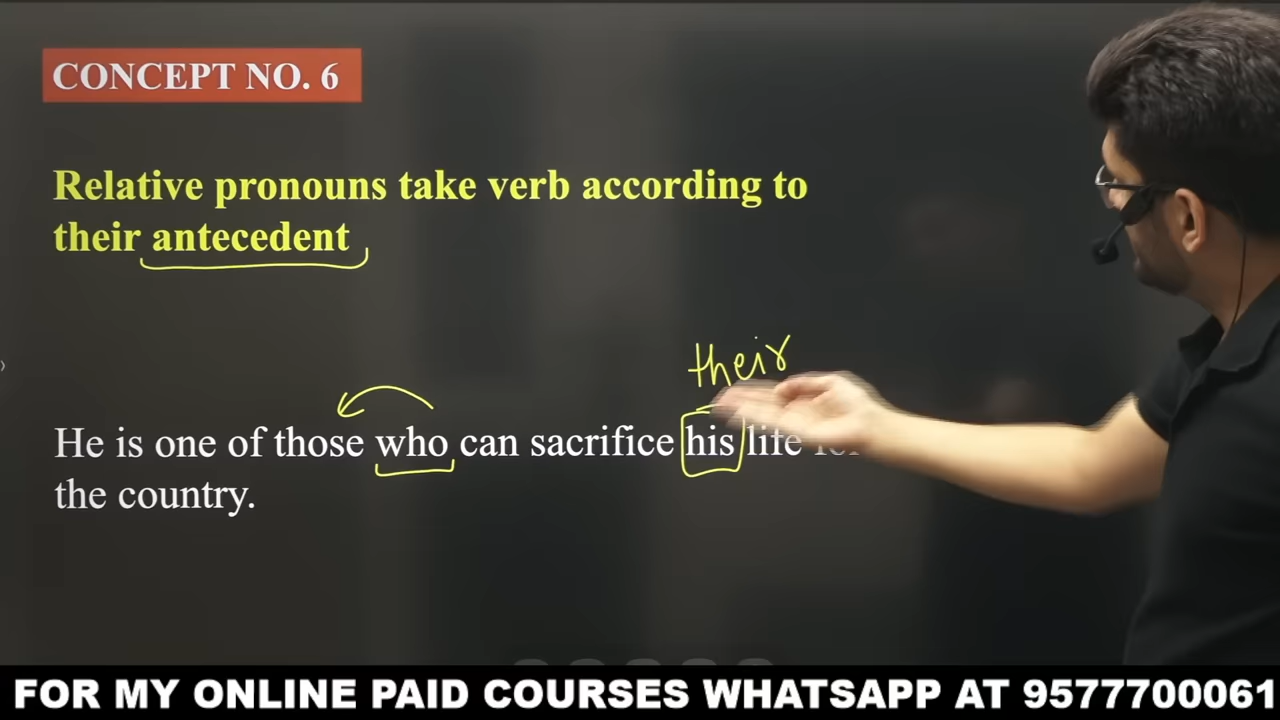 CONCEPT NO. 6
Relative pronouns take verb according to
their antecedent
their
He is one of those who can sacrifice his life
the country.
FOR MY ONLINE PAID COURSES WHATSAPP AT 9577700061